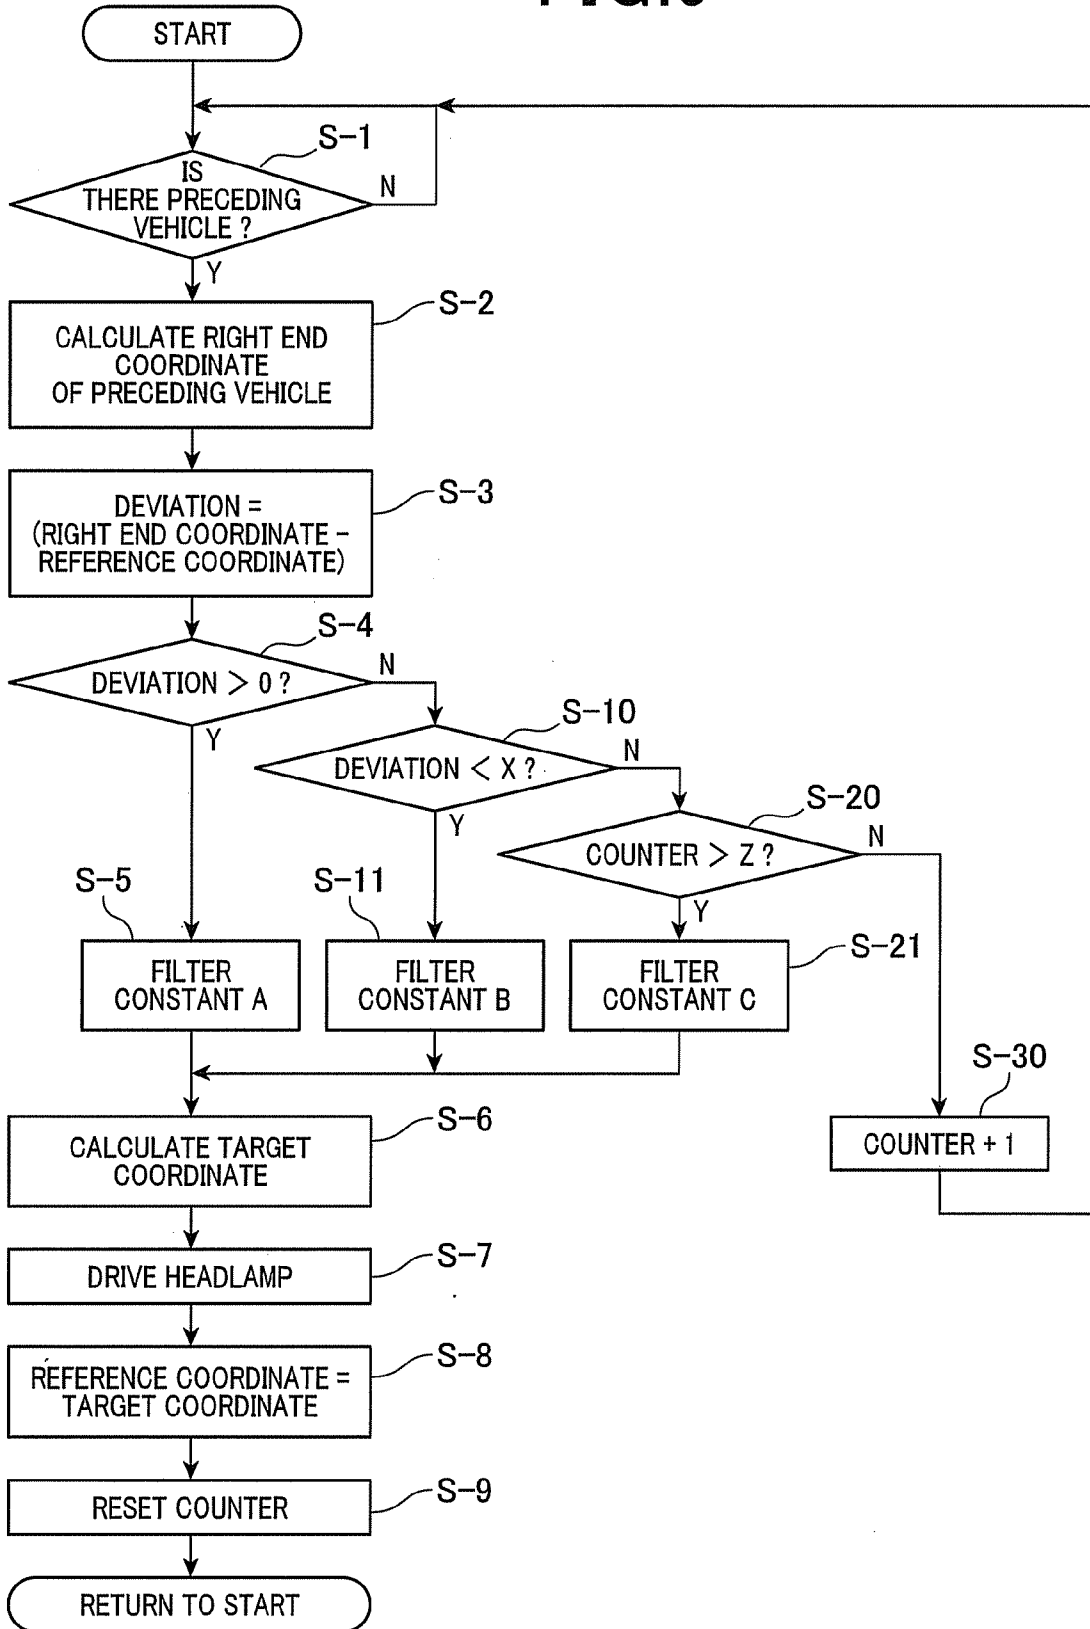 START
S-1
IS
THERE PRECEDING
VEHICLE ?
N
Y
S-2
CALCULATE RIGHT END
COORDINATE
OF PRECEDING VEHICLE
S-3
DEVIATION =
(RIGHT END COORDINATE -
REFERENCE COORDINATE)
S-4
DEVIATION > 0 ?
N
Y
S-10
DEVIATION < X ?
N
Y
S-20
COUNTER > Z ?
N
Y
S-5
FILTER
CONSTANT A
S-11
FILTER
CONSTANT B
S-21
FILTER
CONSTANT C
S-30
COUNTER + 1
S-6
CALCULATE TARGET
COORDINATE
S-7
DRIVE HEADLAMP
S-8
REFERENCE COORDINATE =
TARGET COORDINATE
S-9
RESET COUNTER
RETURN TO START